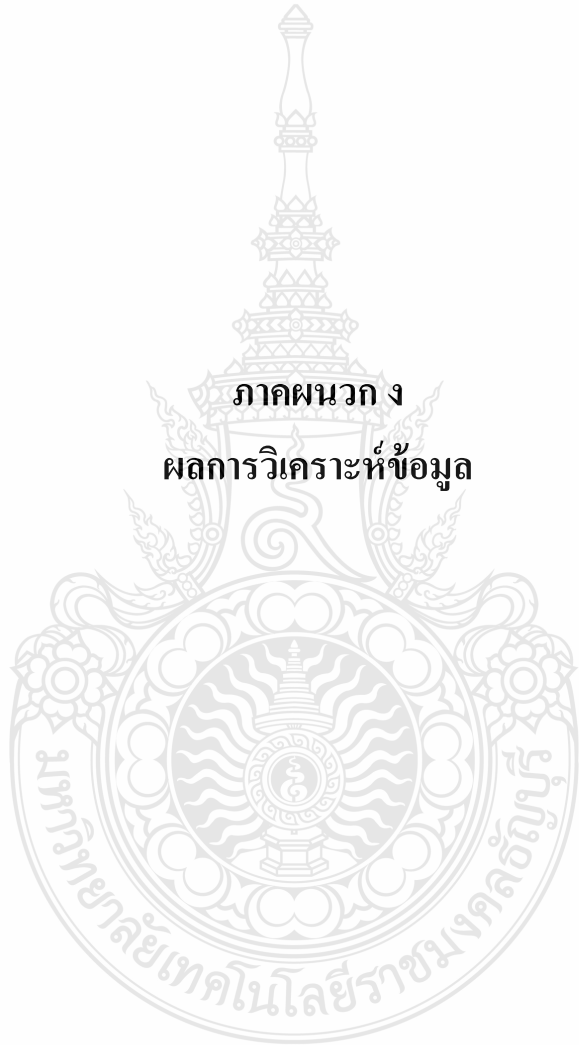 ภาคผนวก ง
ผลการวิเคราะห์ข้อมูล
มหาวิทยาลัยเทคโนโลยีราชมงคลธัญบุรี